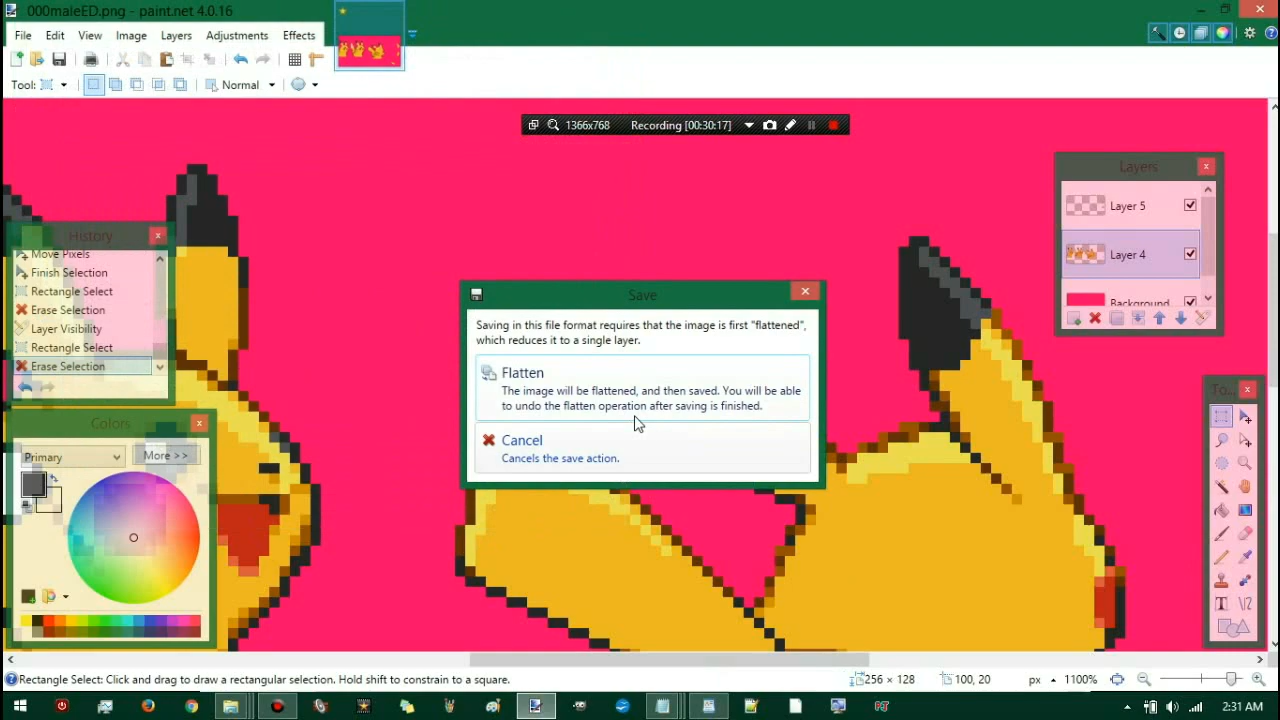 000maleED.png - paint.net 4.0.16
File Edit View Image Layers Adjustments Effects
Tool: Normal
1366x768 Recording [00:30:17]
Layers
Layer 5
Layer 4
Background
History
Move Pixels
Finish Selection
Rectangle Select
Erase Selection
Layer Visibility
Rectangle Select
Erase Selection
Save
Saving in this file format requires that the image is first "flattened",
which reduces it to a single layer.
Flatten
The image will be flattened, and then saved. You will be able
to undo the flatten operation after saving is finished.
Cancel
Cancels the save action.
Colors
Primary More >>
To...
Rectangle Select: Click and drag to draw a rectangular selection. Hold shift to constrain to a square. 256 × 128 100, 20 px 1100%
2:31 AM